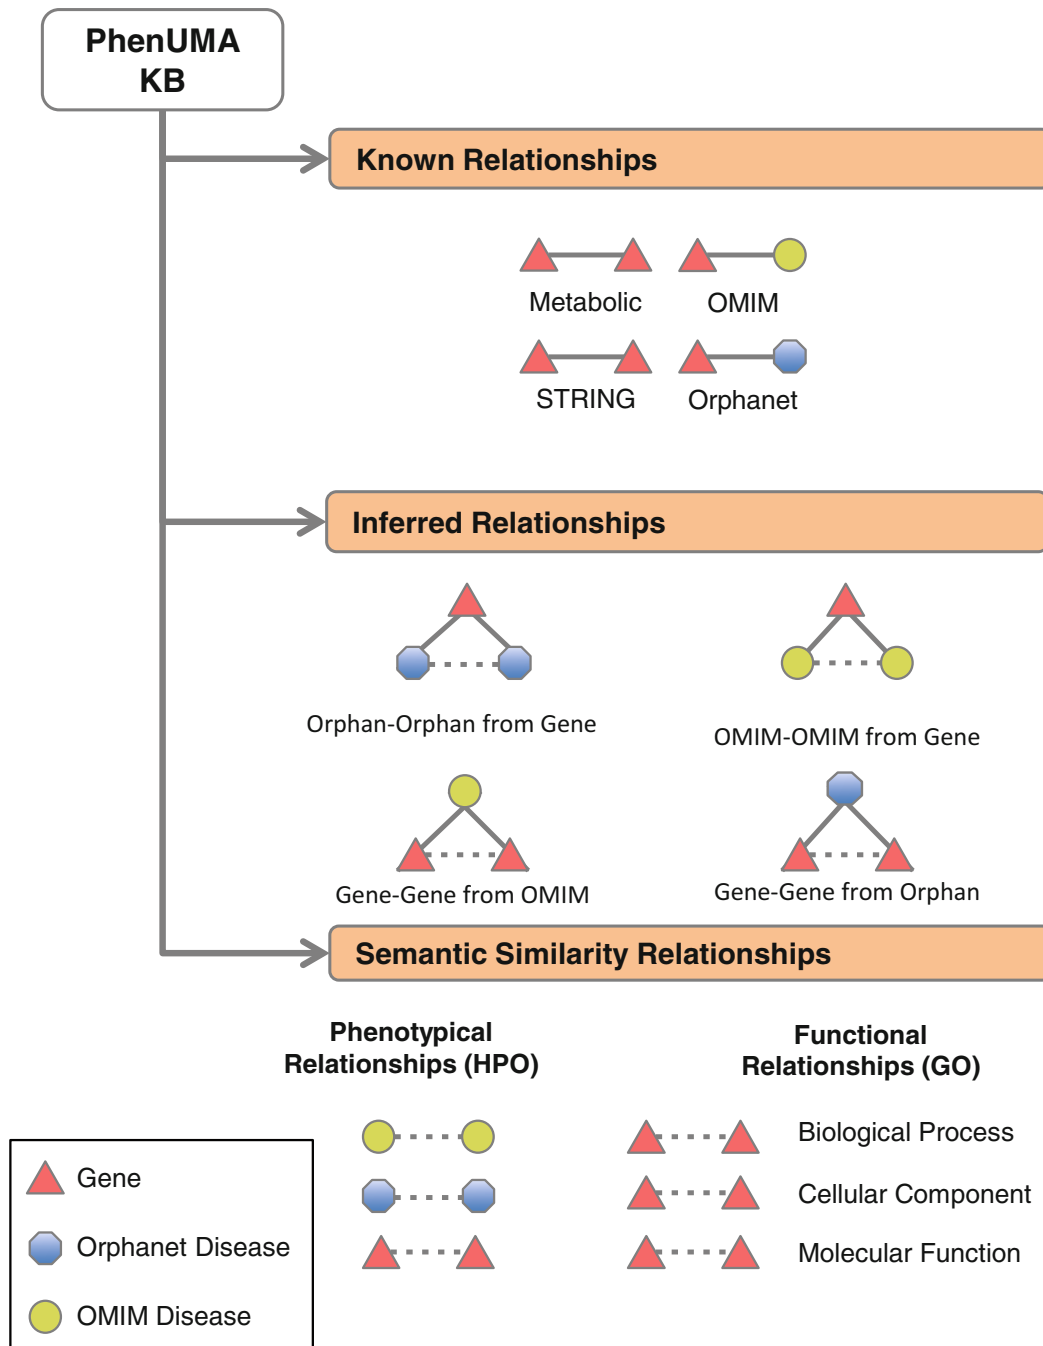 PhenUMA
KB
Known Relationships
Metabolic
OMIM
STRING
Orphanet
Inferred Relationships
Orphan-Orphan from Gene
OMIM-OMIM from Gene
Gene-Gene from OMIM
Gene-Gene from Orphan
Semantic Similarity Relationships
Phenotypical
Relationships (HPO)
Functional
Relationships (GO)
Biological Process
Cellular Component
Molecular Function
Gene
Orphanet Disease
OMIM Disease